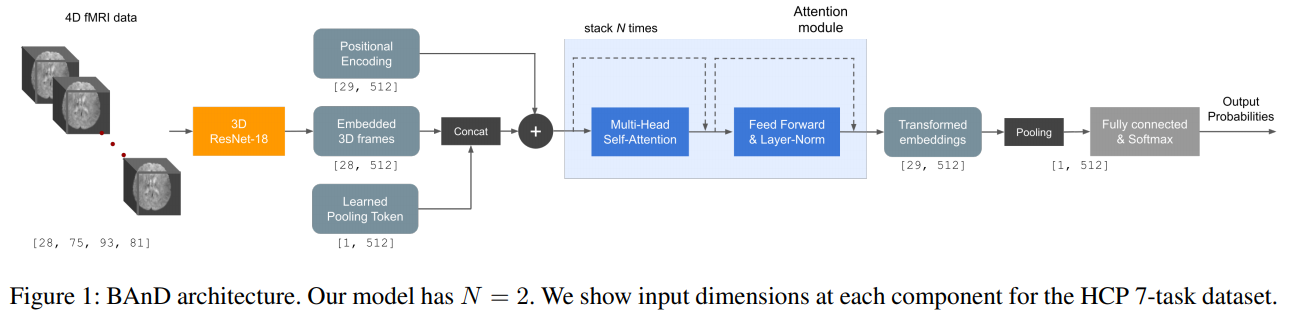 4D fMRI data
[28, 75, 93, 81]
3D
ResNet-18
Positional
Encoding
[29, 512]
Embedded
3D frames
[28, 512]
Learned
Pooling Token
[1, 512]
Concat
+
stack N times
Attention
module
Multi-Head
Self-Attention
Feed Forward
& Layer-Norm
Transformed
embeddings
[29, 512]
Pooling
[1, 512]
Fully connected
& Softmax
Output
Probabilities
Figure 1: BAnD architecture. Our model has N = 2. We show input dimensions at each component for the HCP 7-task dataset.